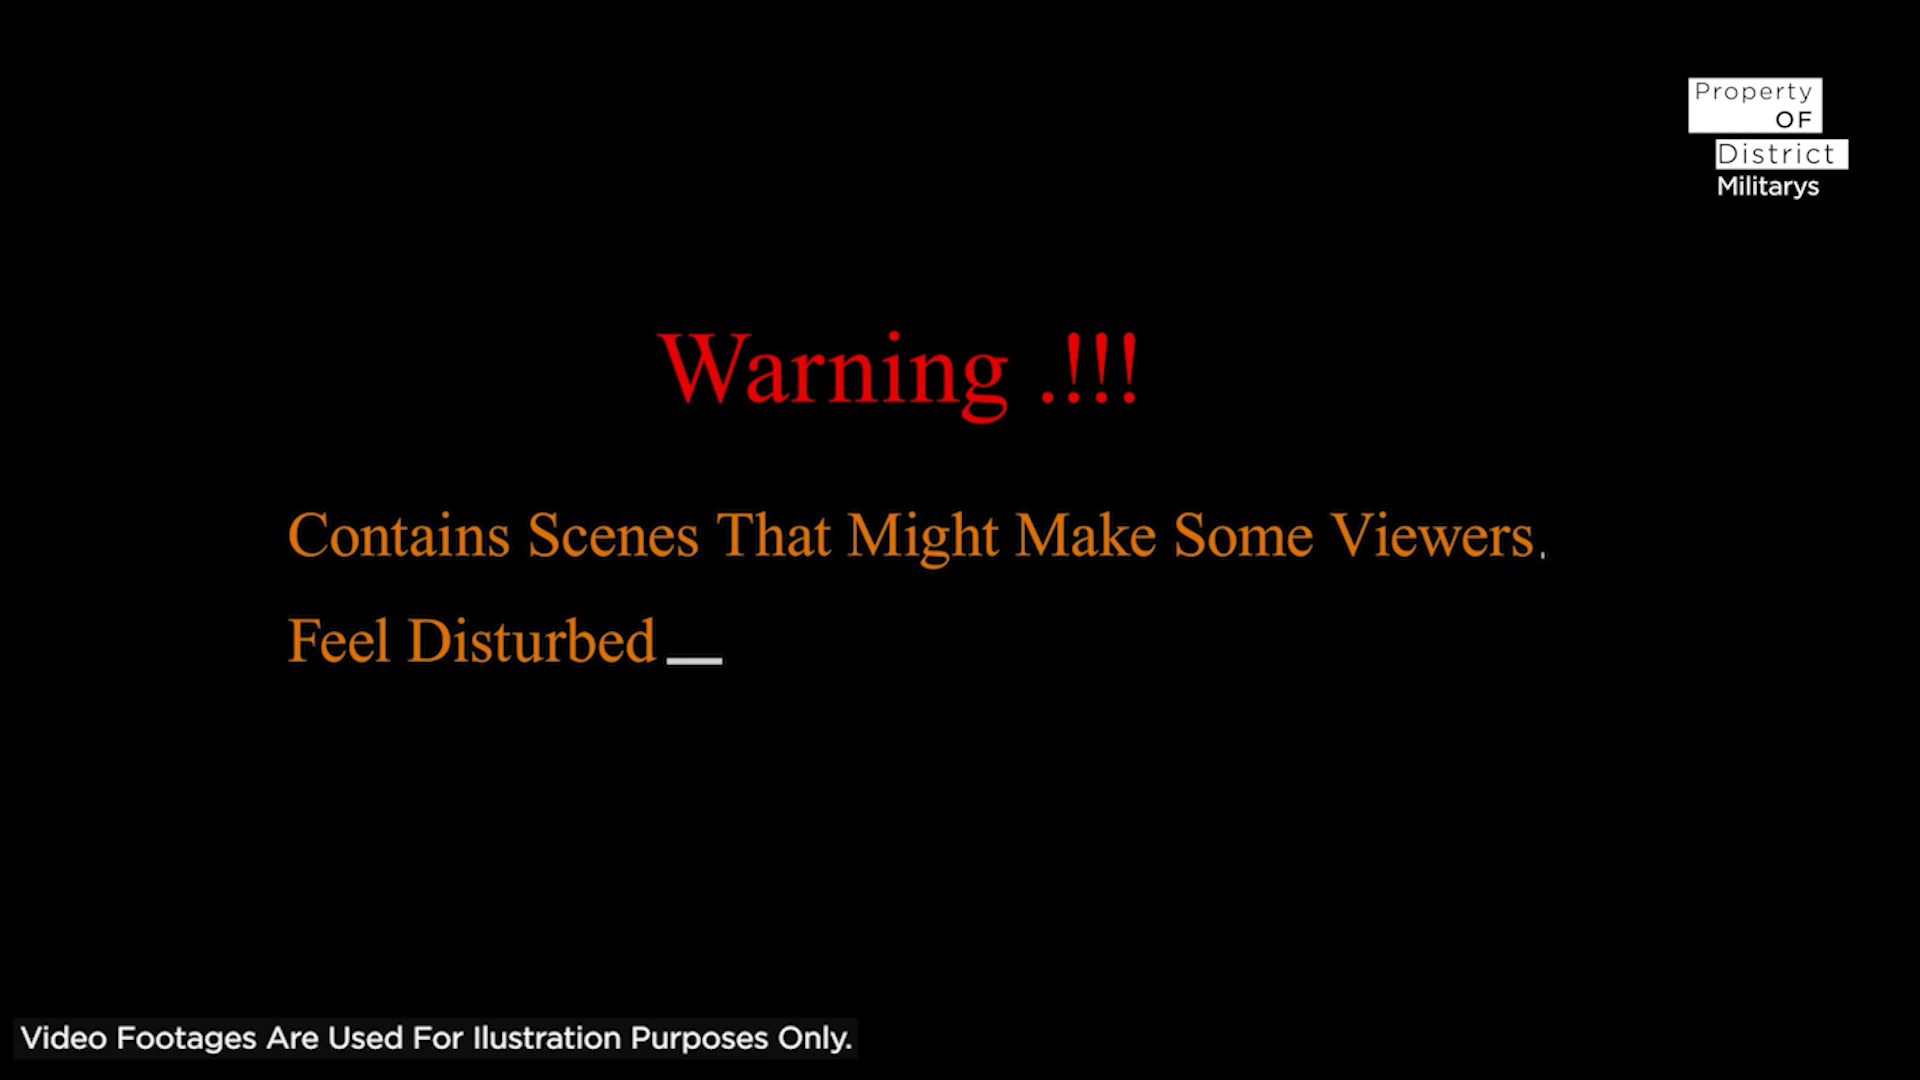 Property
OF
District
Militarys
Warning .!!!
Contains Scenes That Might Make Some Viewers.
Feel Disturbed
Video Footages Are Used For Ilustration Purposes Only.